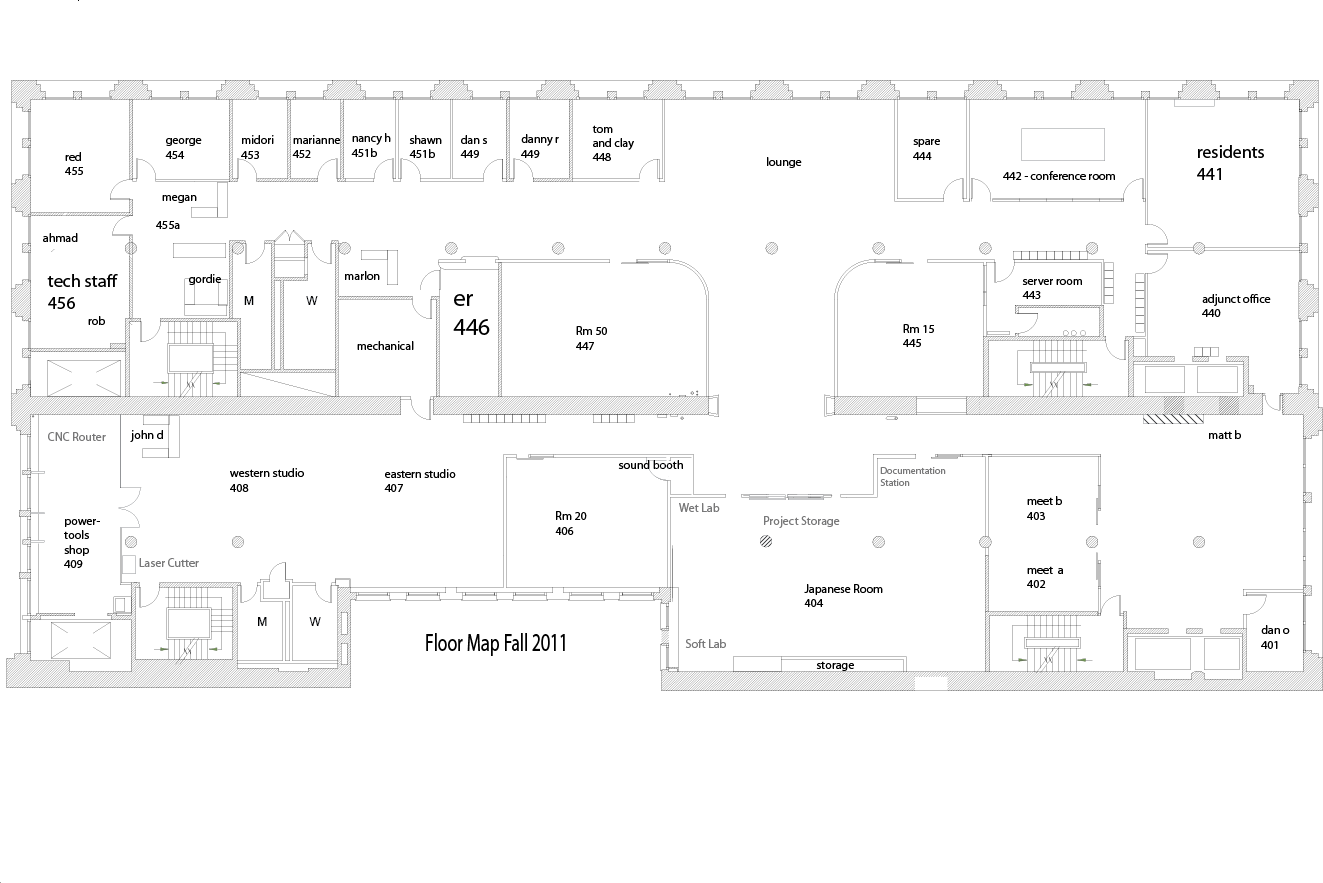 red
455
george
454
midori
453
marianne
452
nancy h
451b
shawn
451b
dan s
449
danny r
449
tom
and clay
448
lounge
spare
444
442 - conference room
residents
441
megan
455a
ahmad
tech staff
456
rob
gordie
M
W
marlon
mechanical
er
446
Rm 50
447
Rm 15
445
server room
443
adjunct office
440
CNC Router
john d
western studio
408
eastern studio
407
sound booth
Documentation
Station
matt b
power-
tools
shop
409
Laser Cutter
Rm 20
406
Wet Lab
Project Storage
meet b
403
meet a
402
Japanese Room
404
M
W
Floor Map Fall 2011
Soft Lab
storage
dan o
401